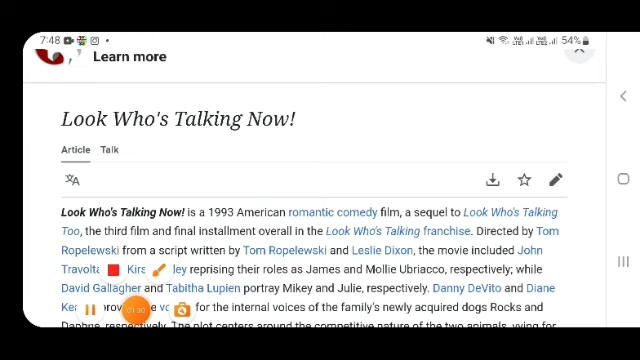 7:48 54%
Learn more
Look Who's Talking Now!
Article Talk
Look Who's Talking Now! is a 1993 American romantic comedy film, a sequel to Look Who's Talking
Too, the third film and final installment overall in the Look Who's Talking franchise. Directed by Tom
Ropelewski from a script written by Tom Ropelewski and Leslie Dixon, the movie included John
Travolta Kirs ley reprising their roles as James and Mollie Ubriacco, respectively; while
David Gallagher and Tabitha Lupien portray Mikey and Julie, respectively. Danny DeVito and Diane
Kea prov e vo for the internal voices of the family's newly acquired dogs Rocks and
Daphne, respectively. The plot centers around the competitive nature of the two animals, vying for